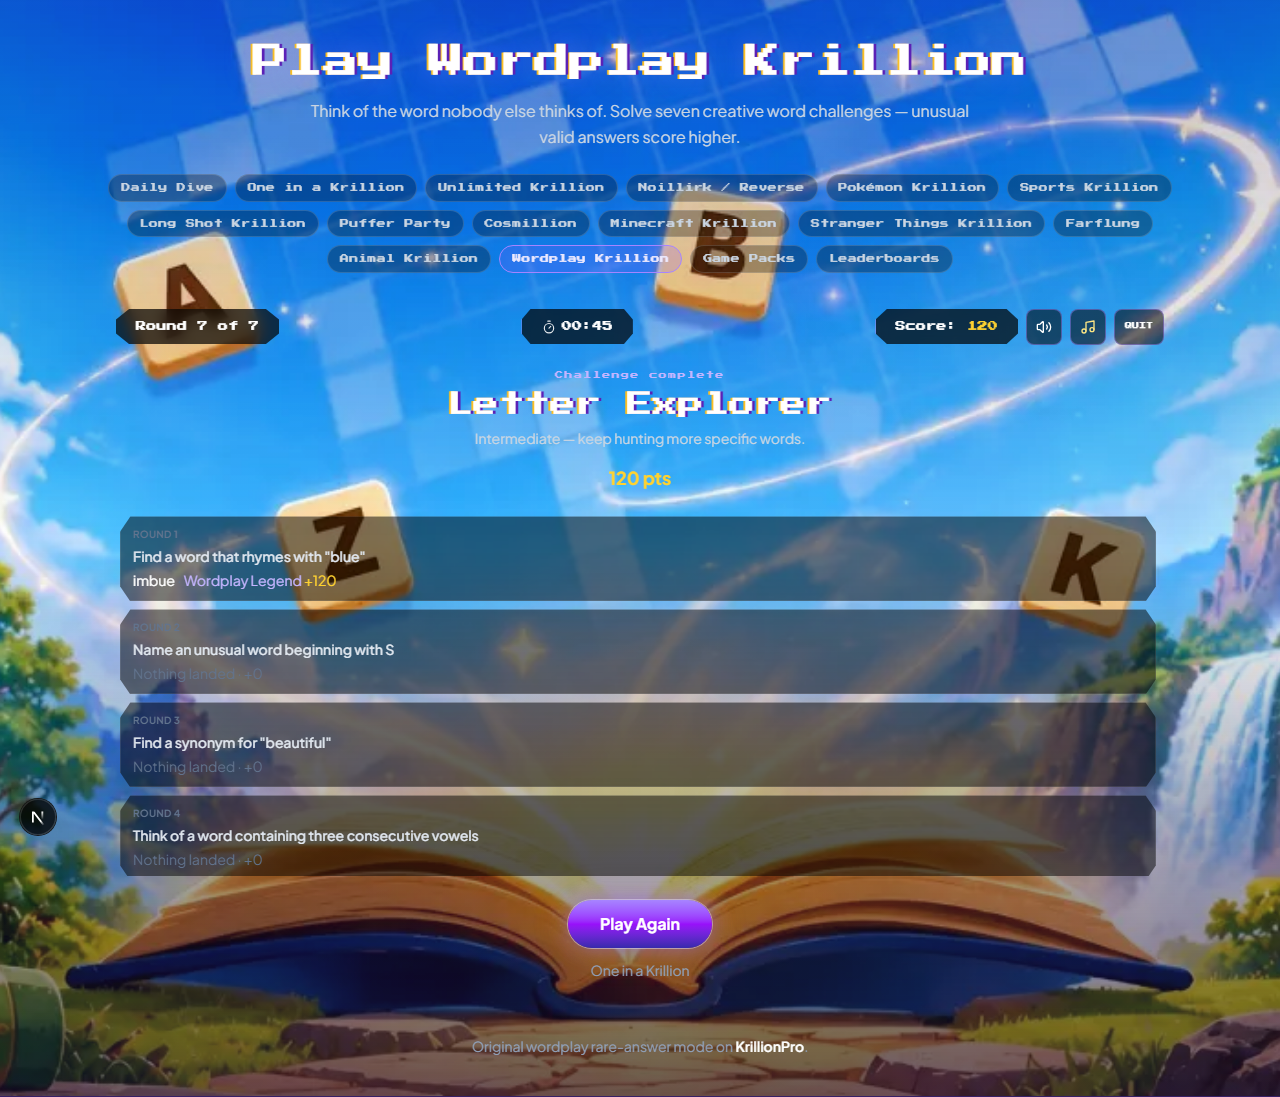 Play Wordplay Krillion
Think of the word nobody else thinks of. Solve seven creative word challenges — unusual
valid answers score higher.
Daily Dive One in a Krillion Unlimited Krillion Noillirk / Reverse Pokémon Krillion Sports Krillion
Long Shot Krillion Puffer Party Cosmillion Minecraft Krillion Stranger Things Krillion Farflung
Animal Krillion Wordplay Krillion Game Packs Leaderboards
A
B
Round 7 of 7 00:45 Score: 120 QUIT
Challenge complete
Letter Explorer
Intermediate — keep hunting more specific words.
120 pts
Z
K
ROUND 1
Find a word that rhymes with "blue"
imbue Wordplay Legend +120
ROUND 2
Name an unusual word beginning with S
Nothing landed · +0
ROUND 3
Find a synonym for "beautiful"
Nothing landed · +0
ROUND 4
Think of a word containing three consecutive vowels
Nothing landed · +0
N
Play Again
One in a Krillion
Original wordplay rare-answer mode on KrillionPro.